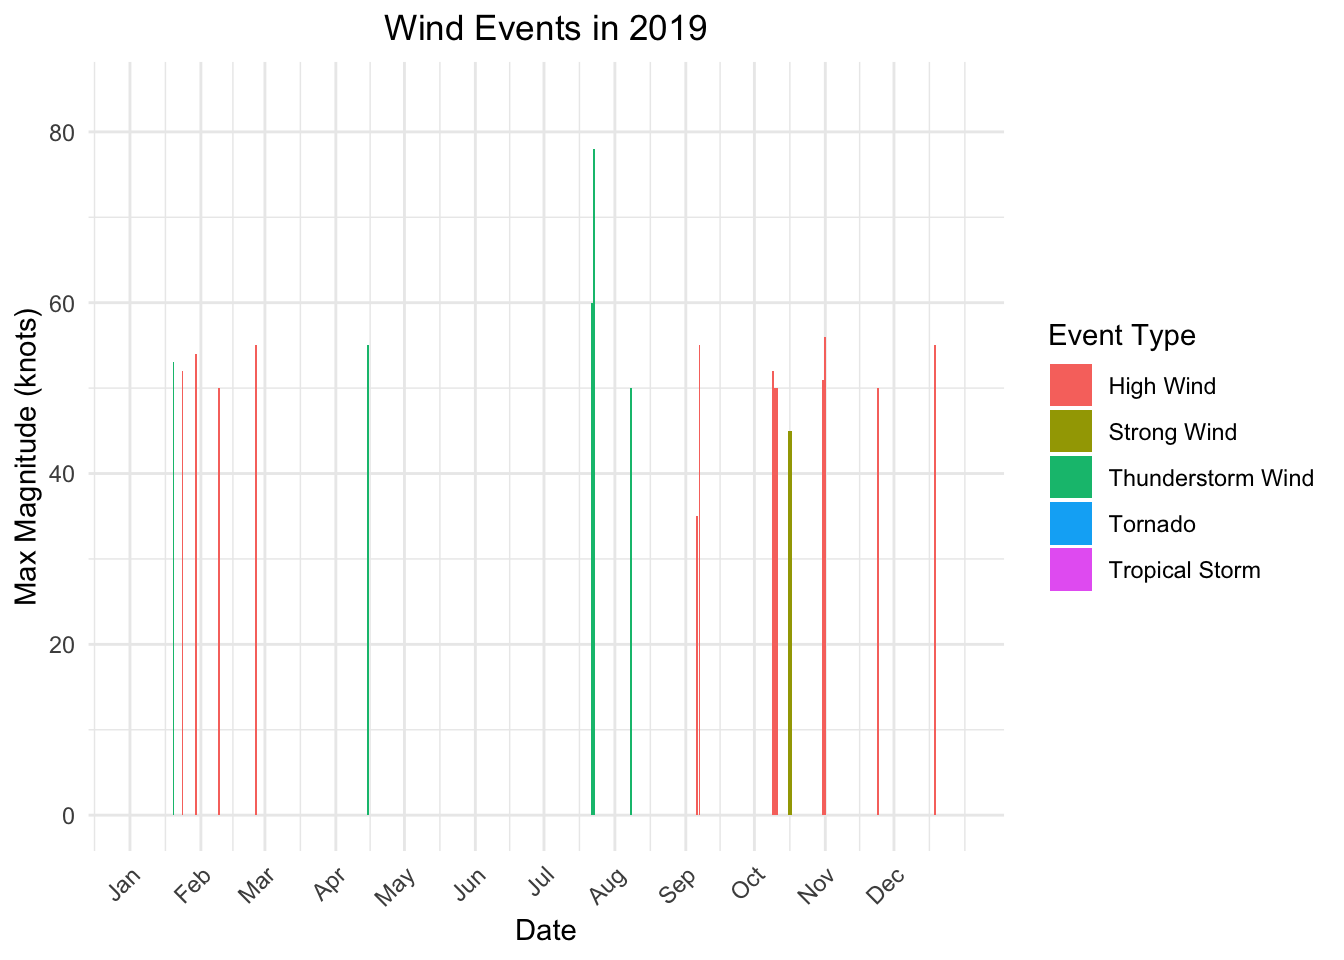 Wind Events in 2019
Max Magnitude (knots)
80
60
40
20
0
Jan Feb Mar Apr May Jun Jul Aug Sep Oct Nov Dec
Date
Event Type
High Wind
Strong Wind
Thunderstorm Wind
Tornado
Tropical Storm